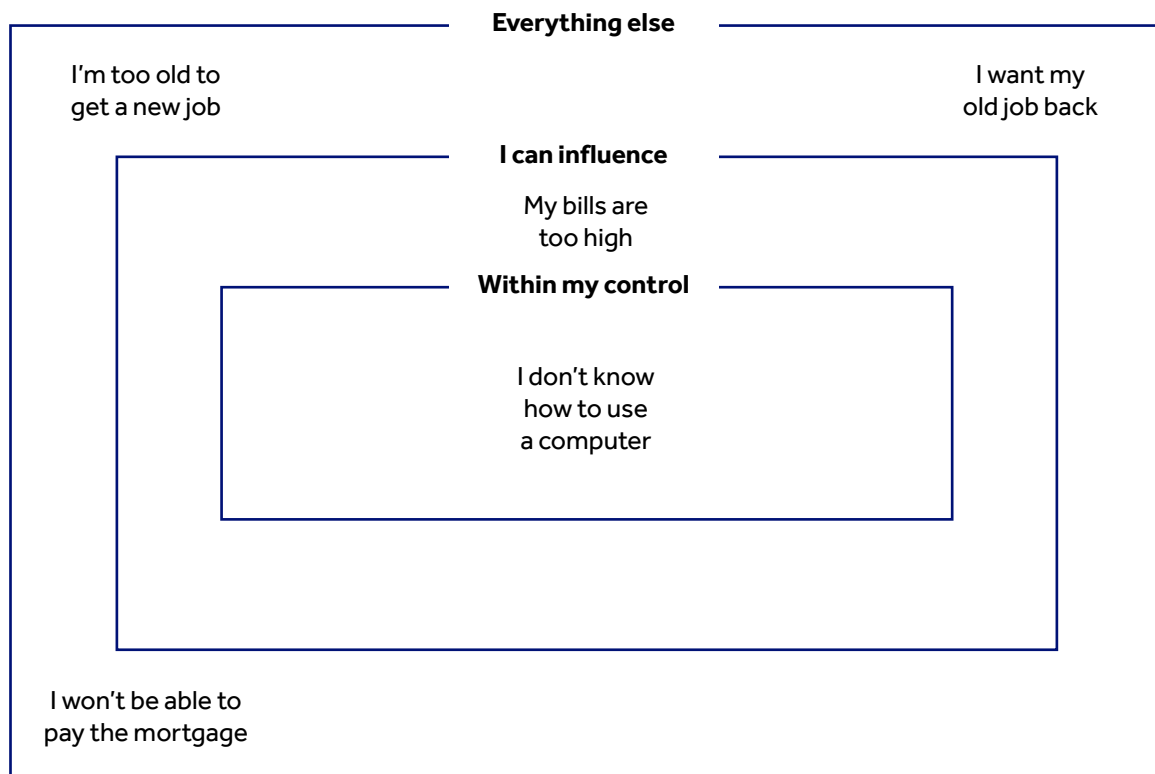 Everything else
I'm too old to
get a new job
I want my
old job back
I can influence
My bills are
too high
Within my control
I don't know
how to use
a computer
I won't be able to
pay the mortgage